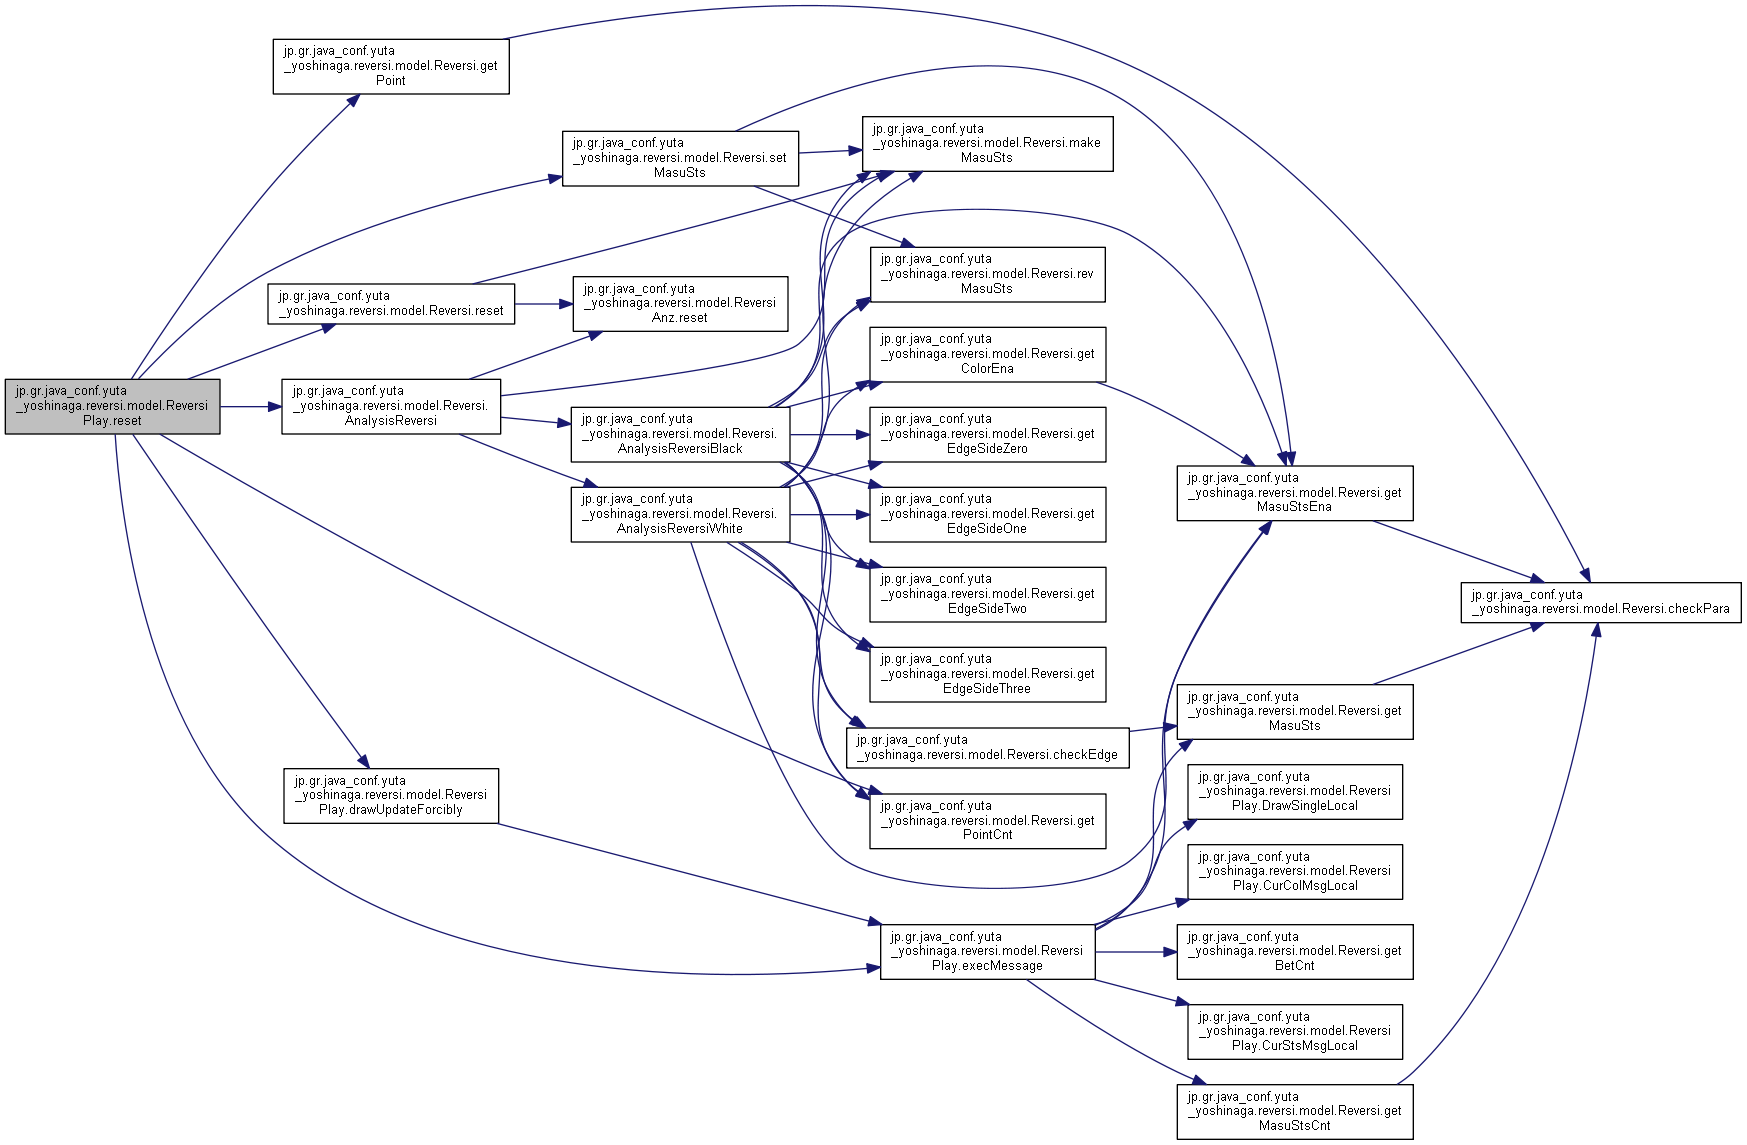 jp.gr.java_conf.yuta
_yoshinaga.reversi.model.Reversi
Play.reset
jp.gr.java_conf.yuta
_yoshinaga.reversi.model.Reversi.get
Point
jp.gr.java_conf.yuta
_yoshinaga.reversi.model.Reversi.reset
jp.gr.java_conf.yuta
_yoshinaga.reversi.model.Reversi.
AnalysisReversi
jp.gr.java_conf.yuta
_yoshinaga.reversi.model.Reversi
Play.drawUpdateForcibly
jp.gr.java_conf.yuta
_yoshinaga.reversi.model.Reversi.set
MasuSts
jp.gr.java_conf.yuta
_yoshinaga.reversi.model.Reversi
Anz.reset
jp.gr.java_conf.yuta
_yoshinaga.reversi.model.Reversi.
AnalysisReversiBlack
jp.gr.java_conf.yuta
_yoshinaga.reversi.model.Reversi.
AnalysisReversiWhite
jp.gr.java_conf.yuta
_yoshinaga.reversi.model.Reversi.make
MasuSts
jp.gr.java_conf.yuta
_yoshinaga.reversi.model.Reversi.rev
MasuSts
jp.gr.java_conf.yuta
_yoshinaga.reversi.model.Reversi.get
ColorEna
jp.gr.java_conf.yuta
_yoshinaga.reversi.model.Reversi.get
EdgeSideZero
jp.gr.java_conf.yuta
_yoshinaga.reversi.model.Reversi.get
EdgeSideOne
jp.gr.java_conf.yuta
_yoshinaga.reversi.model.Reversi.get
EdgeSideTwo
jp.gr.java_conf.yuta
_yoshinaga.reversi.model.Reversi.get
EdgeSideThree
jp.gr.java_conf.yuta
_yoshinaga.reversi.model.Reversi.checkEdge
jp.gr.java_conf.yuta
_yoshinaga.reversi.model.Reversi.get
PointCnt
jp.gr.java_conf.yuta
_yoshinaga.reversi.model.Reversi
Play.execMessage
jp.gr.java_conf.yuta
_yoshinaga.reversi.model.Reversi.get
MasuStsEna
jp.gr.java_conf.yuta
_yoshinaga.reversi.model.Reversi.get
MasuSts
jp.gr.java_conf.yuta
_yoshinaga.reversi.model.Reversi
Play.DrawSingleLocal
jp.gr.java_conf.yuta
_yoshinaga.reversi.model.Reversi
Play.CurColMsgLocal
jp.gr.java_conf.yuta
_yoshinaga.reversi.model.Reversi.get
BetCnt
jp.gr.java_conf.yuta
_yoshinaga.reversi.model.Reversi
Play.CurStsMsgLocal
jp.gr.java_conf.yuta
_yoshinaga.reversi.model.Reversi.get
MasuStsCnt
jp.gr.java_conf.yuta
_yoshinaga.reversi.model.Reversi.checkPara